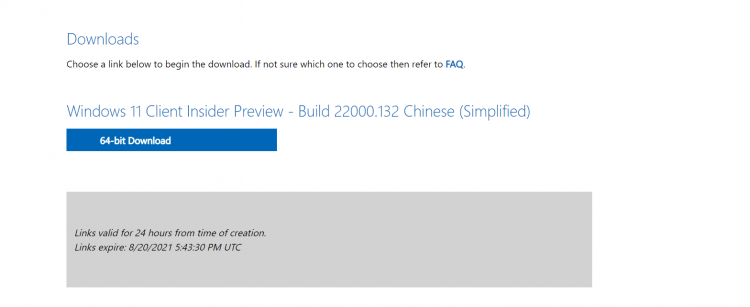 Downloads
Choose a link below to begin the download. If not sure which one to choose then refer to FAQ.
Windows 11 Client Insider Preview - Build 22000.132 Chinese (Simplified)
64-bit Download
Links valid for 24 hours from time of creation.
Links expire: 8/20/2021 5:43:30 PM UTC